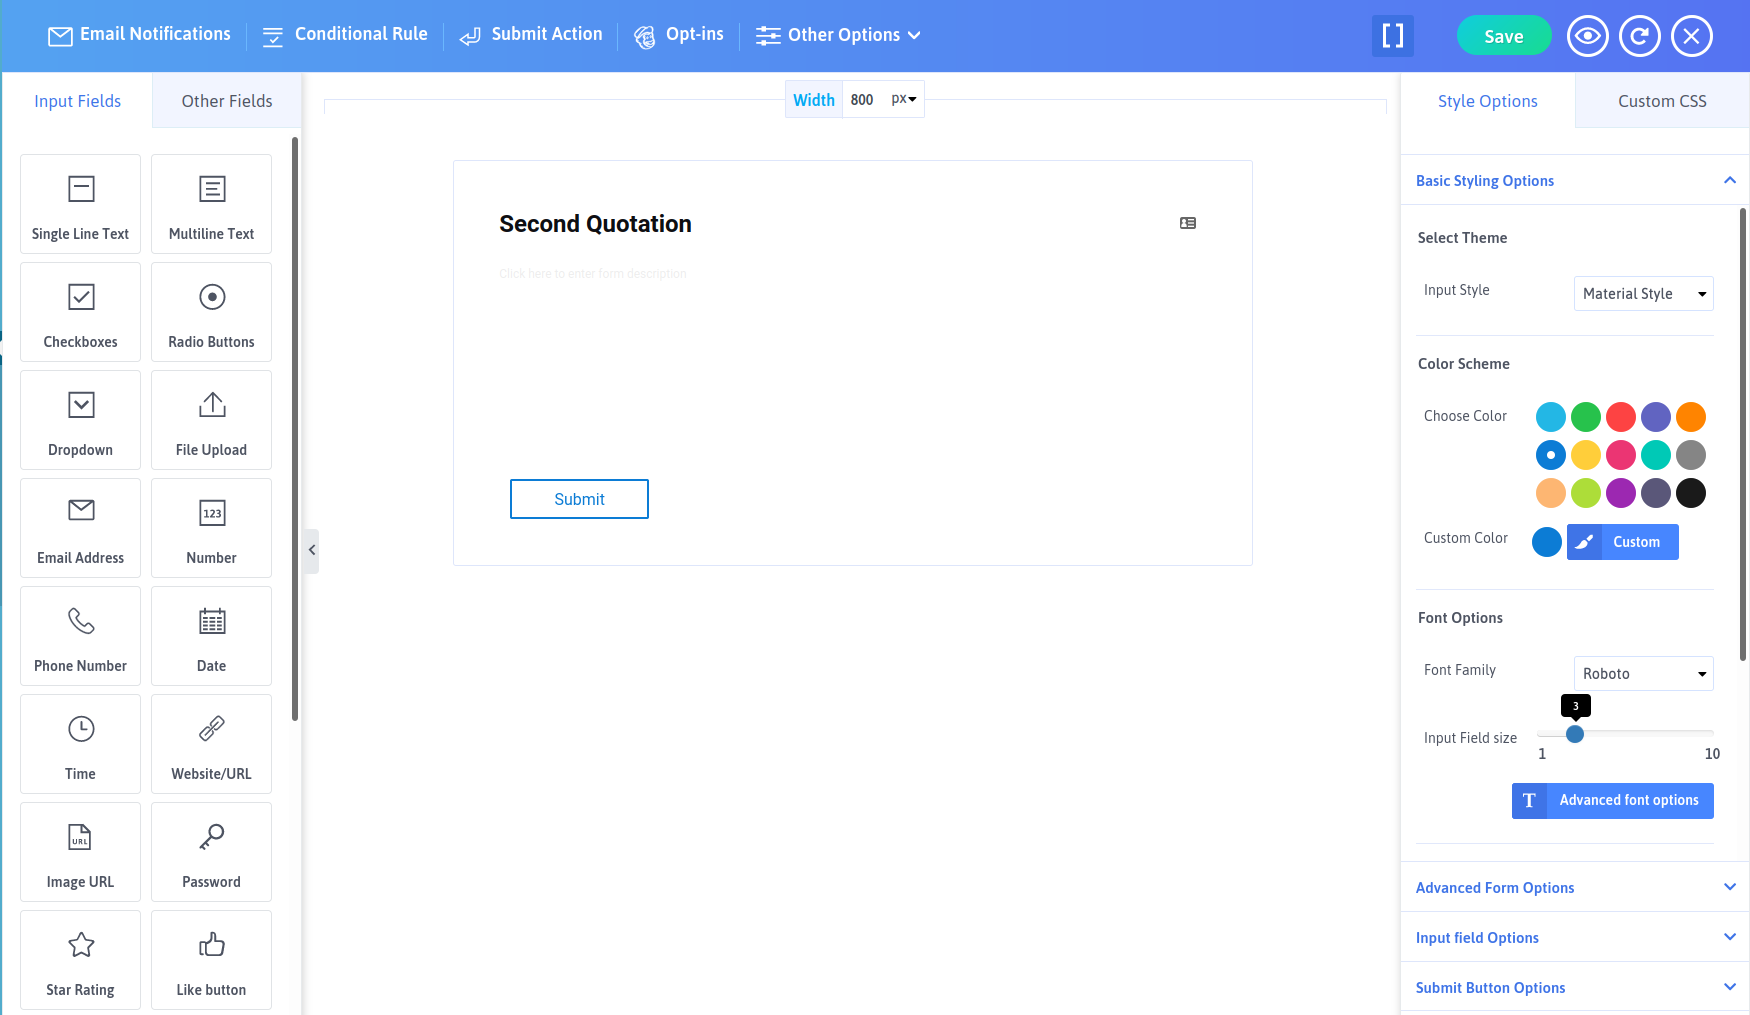 Email Notifications
Conditional Rule
Submit Action
Opt-ins
Other Options
[]
Save
Input Fields
Other Fields
Single Line Text
Multiline Text
Checkboxes
Radio Buttons
Dropdown
File Upload
Email Address
123
Number
Phone Number
Date
Time
Website/URL
URL
Image URL
Password
Star Rating
Like button
Width 800 px
Second Quotation
Click here to enter form description
Submit
Style Options
Custom CSS
Basic Styling Options
Select Theme
Input Style
Material Style
Color Scheme
Choose Color
Custom Color
Custom
Font Options
Font Family
Roboto
3
Input Field size
1
10
T
Advanced font options
Advanced Form Options
Input field Options
Submit Button Options